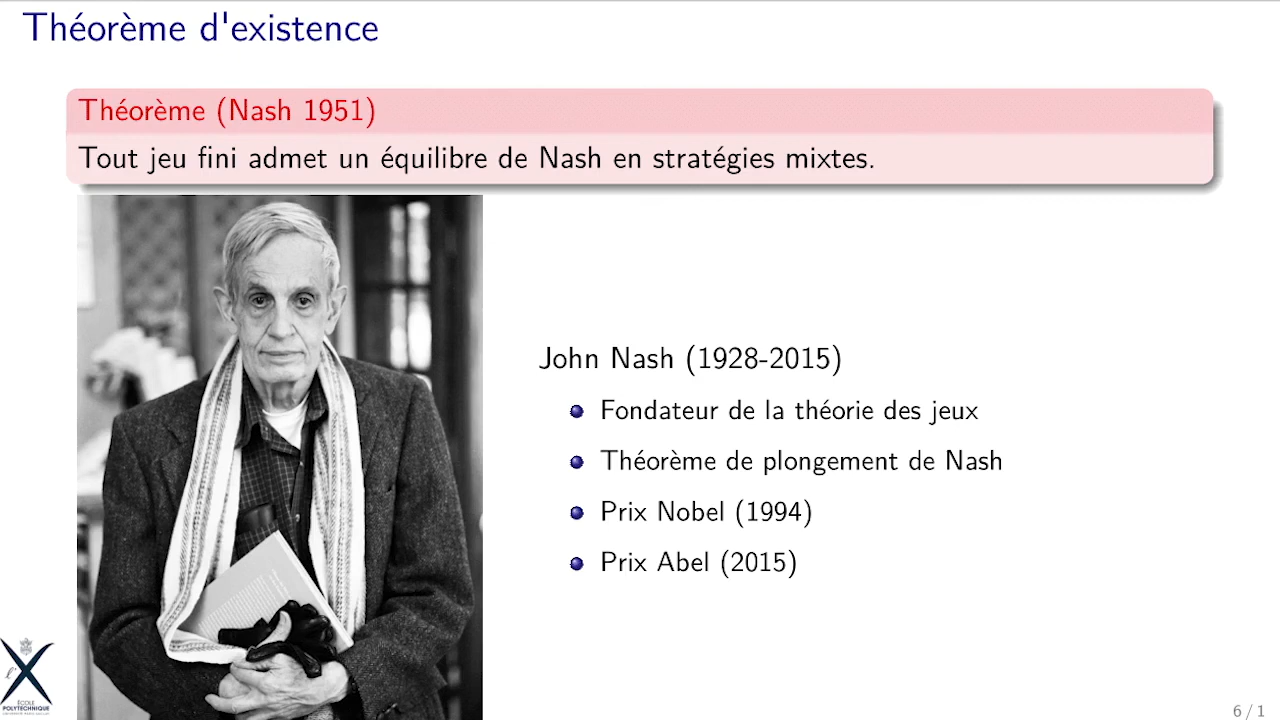 Théorème d'existence
Théorème (Nash 1951)
Tout jeu fini admet un équilibre de Nash en stratégies mixtes.
John Nash (1928-2015)
Fondateur de la théorie des jeux
Théorème de plongement de Nash
Prix Nobel (1994)
Prix Abel (2015)
ÉCOLE
POLYTECHNIQUE
6 / 1